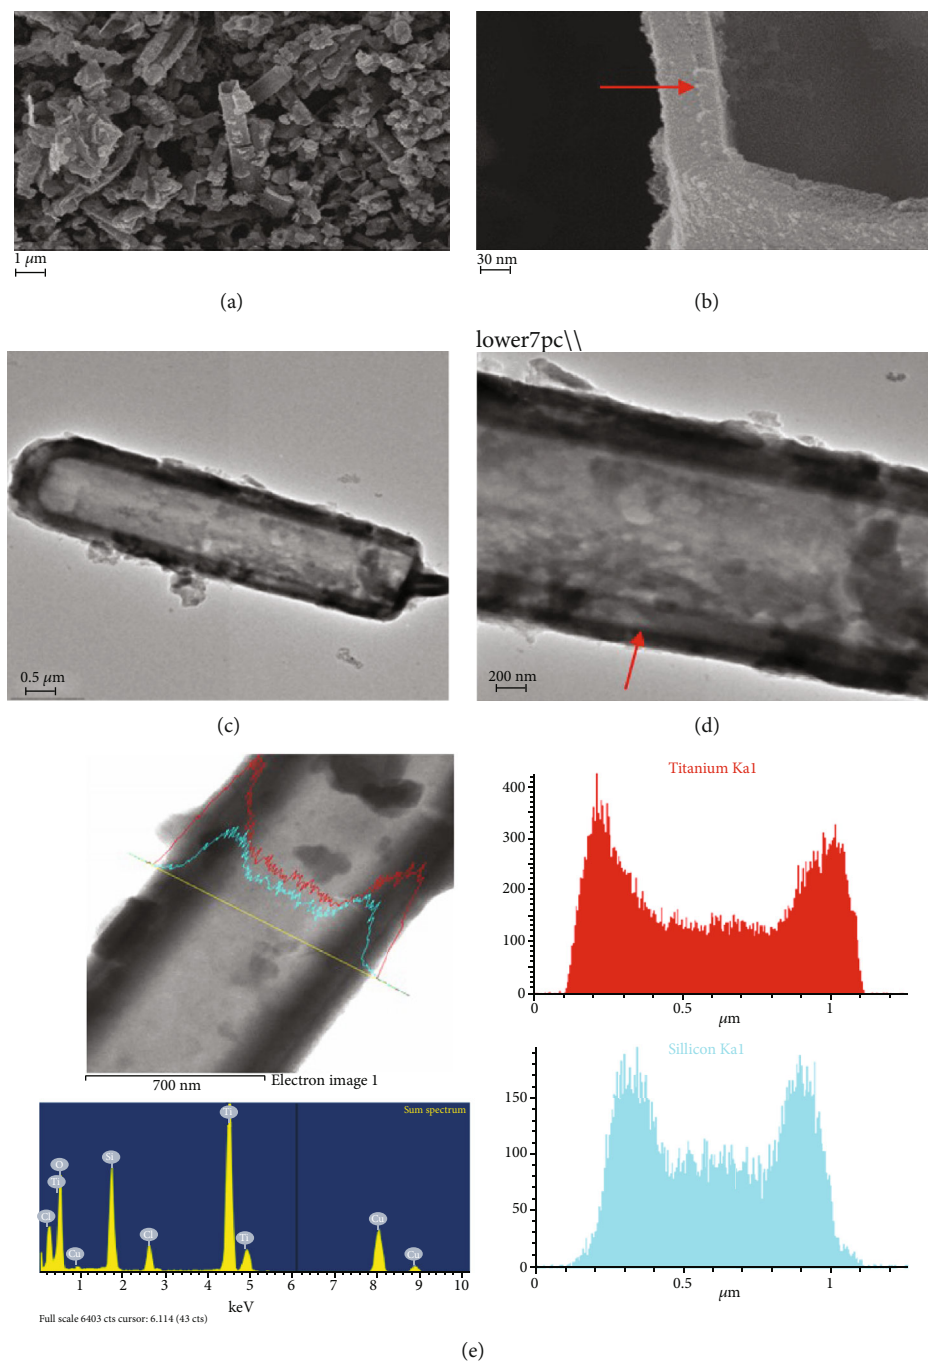 1 μm
(a)
30 nm
(b)
lower7pc\\
0.5 μm
(c)
200 nm
(d)
700 nm
Electron image 1
Sum spectrum
Cl
Ti
O
Cu
Si
Cl
Ti
Ti
Cu
Cu
1 2 3 4 5 6 7 8 9 10
keV
Full scale 6403 cts cursor: 6.114 (43 cts)
Titanium Ka1
400
300
200
100
0
0 0.5 1
μm
Sillicon Ka1
150
100
50
0
0 0.5 1
μm
(e)